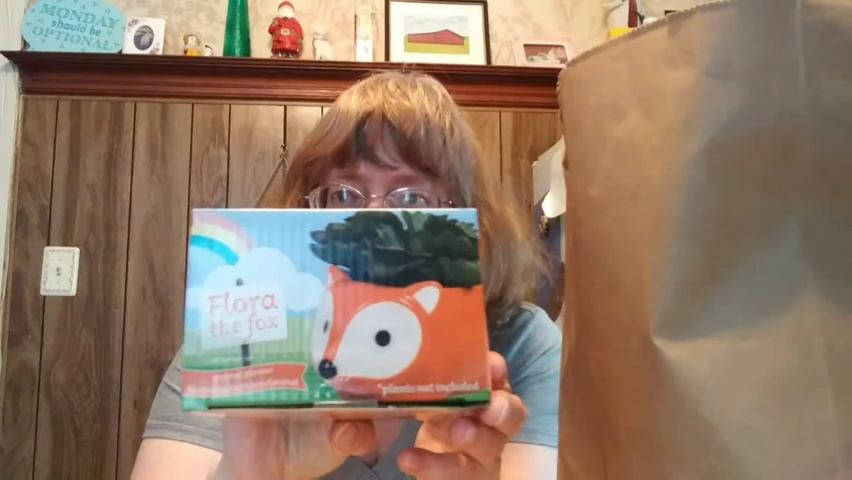 MONDAY
should be
OPTIONAL
Flora
the fox
*plants not included